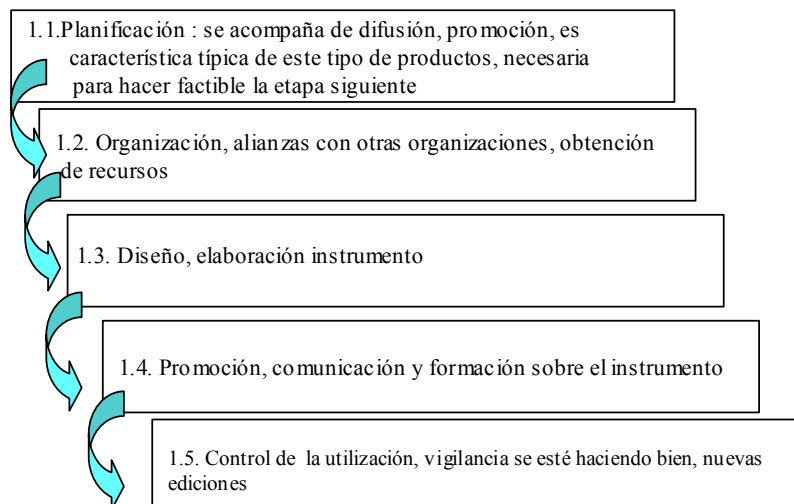 1.1.Planificación : se acompaña de difusión, promoción, es
característica típica de este tipo de productos, necesaria
para hacer factible la etapa siguiente
1.2. Organización, alianzas con otras organizaciones, obtención
de recursos
1.3. Diseño, elaboración instrumento
1.4. Promoción, comunicación y formación sobre el instrumento
1.5. Control de la utilización, vigilancia se esté haciendo bien, nuevas
ediciones